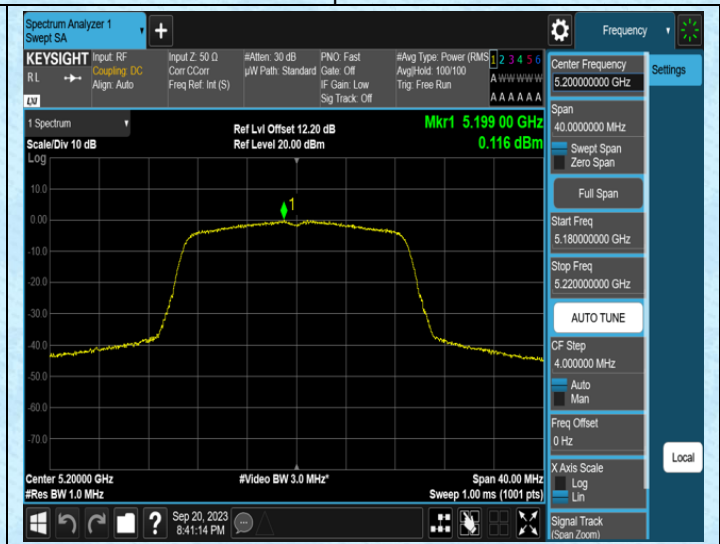 Spectrum Analyzer 1
Swept SA
Frequency
KEYSIGHT
RL
LXI
Input: RF
Coupling: DC
Align: Auto
Input Z: 50 Ω
Corr CCorr
Freq Ref: Int (S)
#Atten: 30 dB
µW Path: Standard
PNO: Fast
Gate: Off
IF Gain: Low
Sig Track: Off
#Avg Type: Power (RMS
Avg|Hold: 100/100
Trig: Free Run
1 2 3 4 5 6
A W W W W W
A A A A A A
1 Spectrum
Scale/Div 10 dB
Log
Ref Lvl Offset 12.20 dB
Ref Level 20.00 dBm
Mkr1 5.199 00 GHz
0.116 dBm
10.0
0.00
-10.0
-20.0
-30.0
-40.0
-50.0
-60.0
-70.0
1
Center 5.20000 GHz
#Res BW 1.0 MHz
#Video BW 3.0 MHz*
Span 40.00 MHz
Sweep 1.00 ms (1001 pts)
Center Frequency
5.200000000 GHz
Span
40.0000000 MHz
Swept Span
Zero Span
Full Span
Start Freq
5.180000000 GHz
Stop Freq
5.220000000 GHz
AUTO TUNE
CF Step
4.000000 MHz
Auto
Man
Freq Offset
0 Hz
X Axis Scale
Log
Lin
Signal Track
(Span Zoom)
Settings
Local
?
Sep 20, 2023
8:41:14 PM